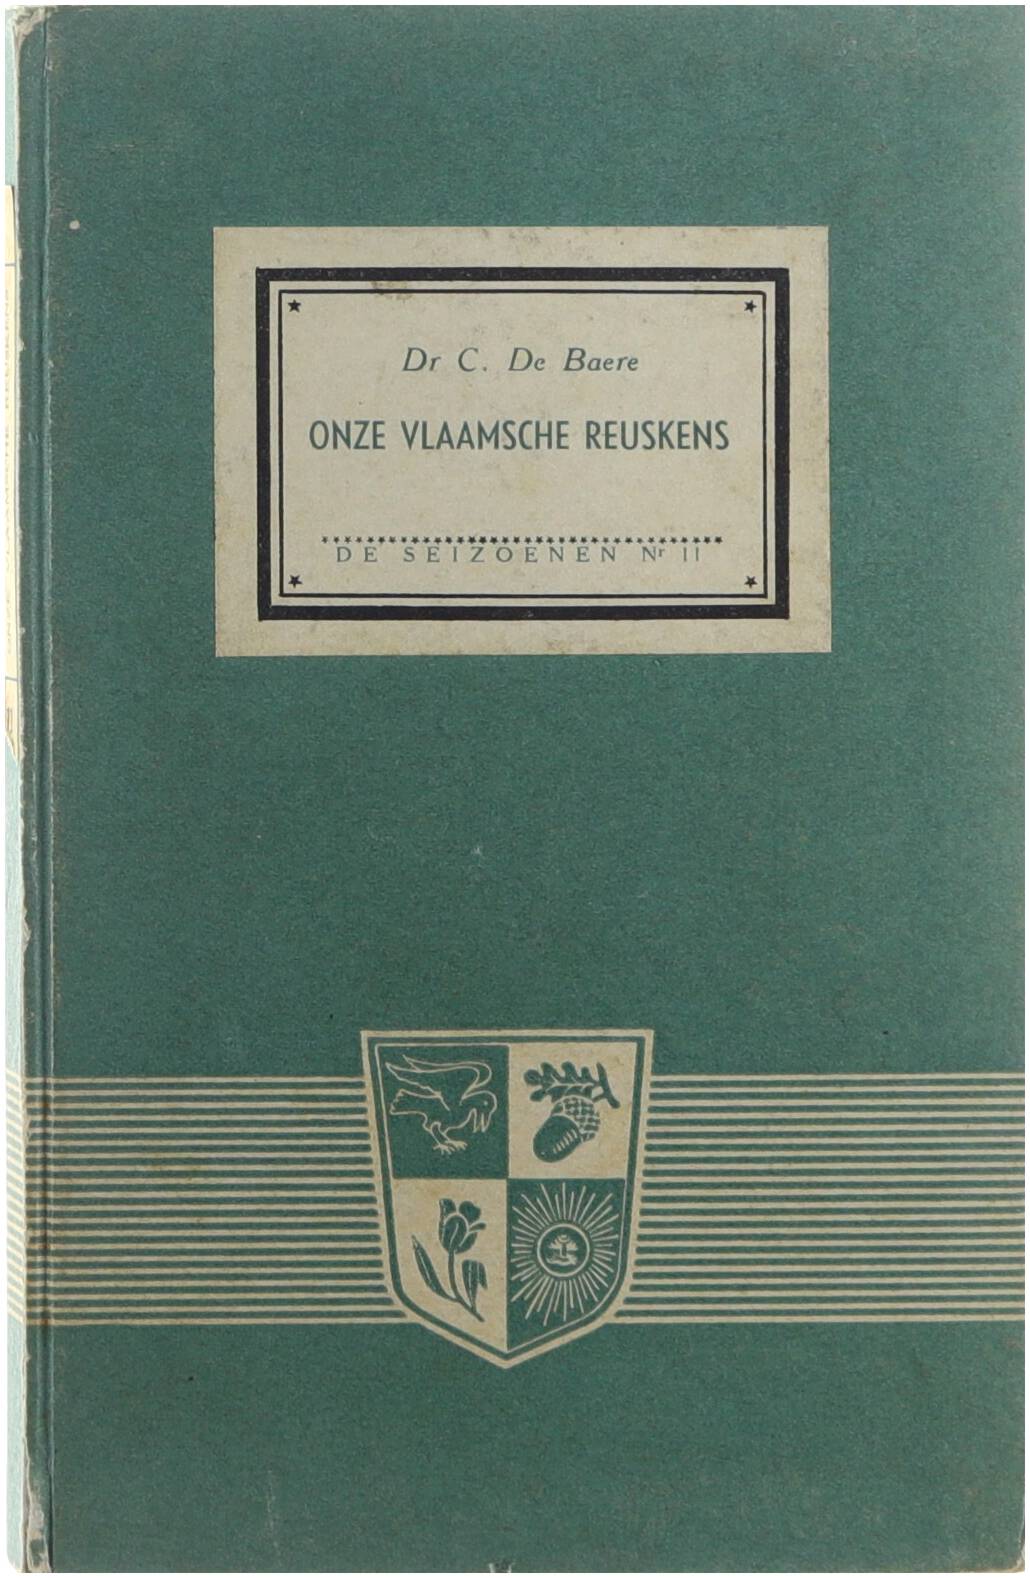 Dr C. De Baere
ONZE VLAAMSCHE REUSKENS
DE SEIZOENEN Nr 11